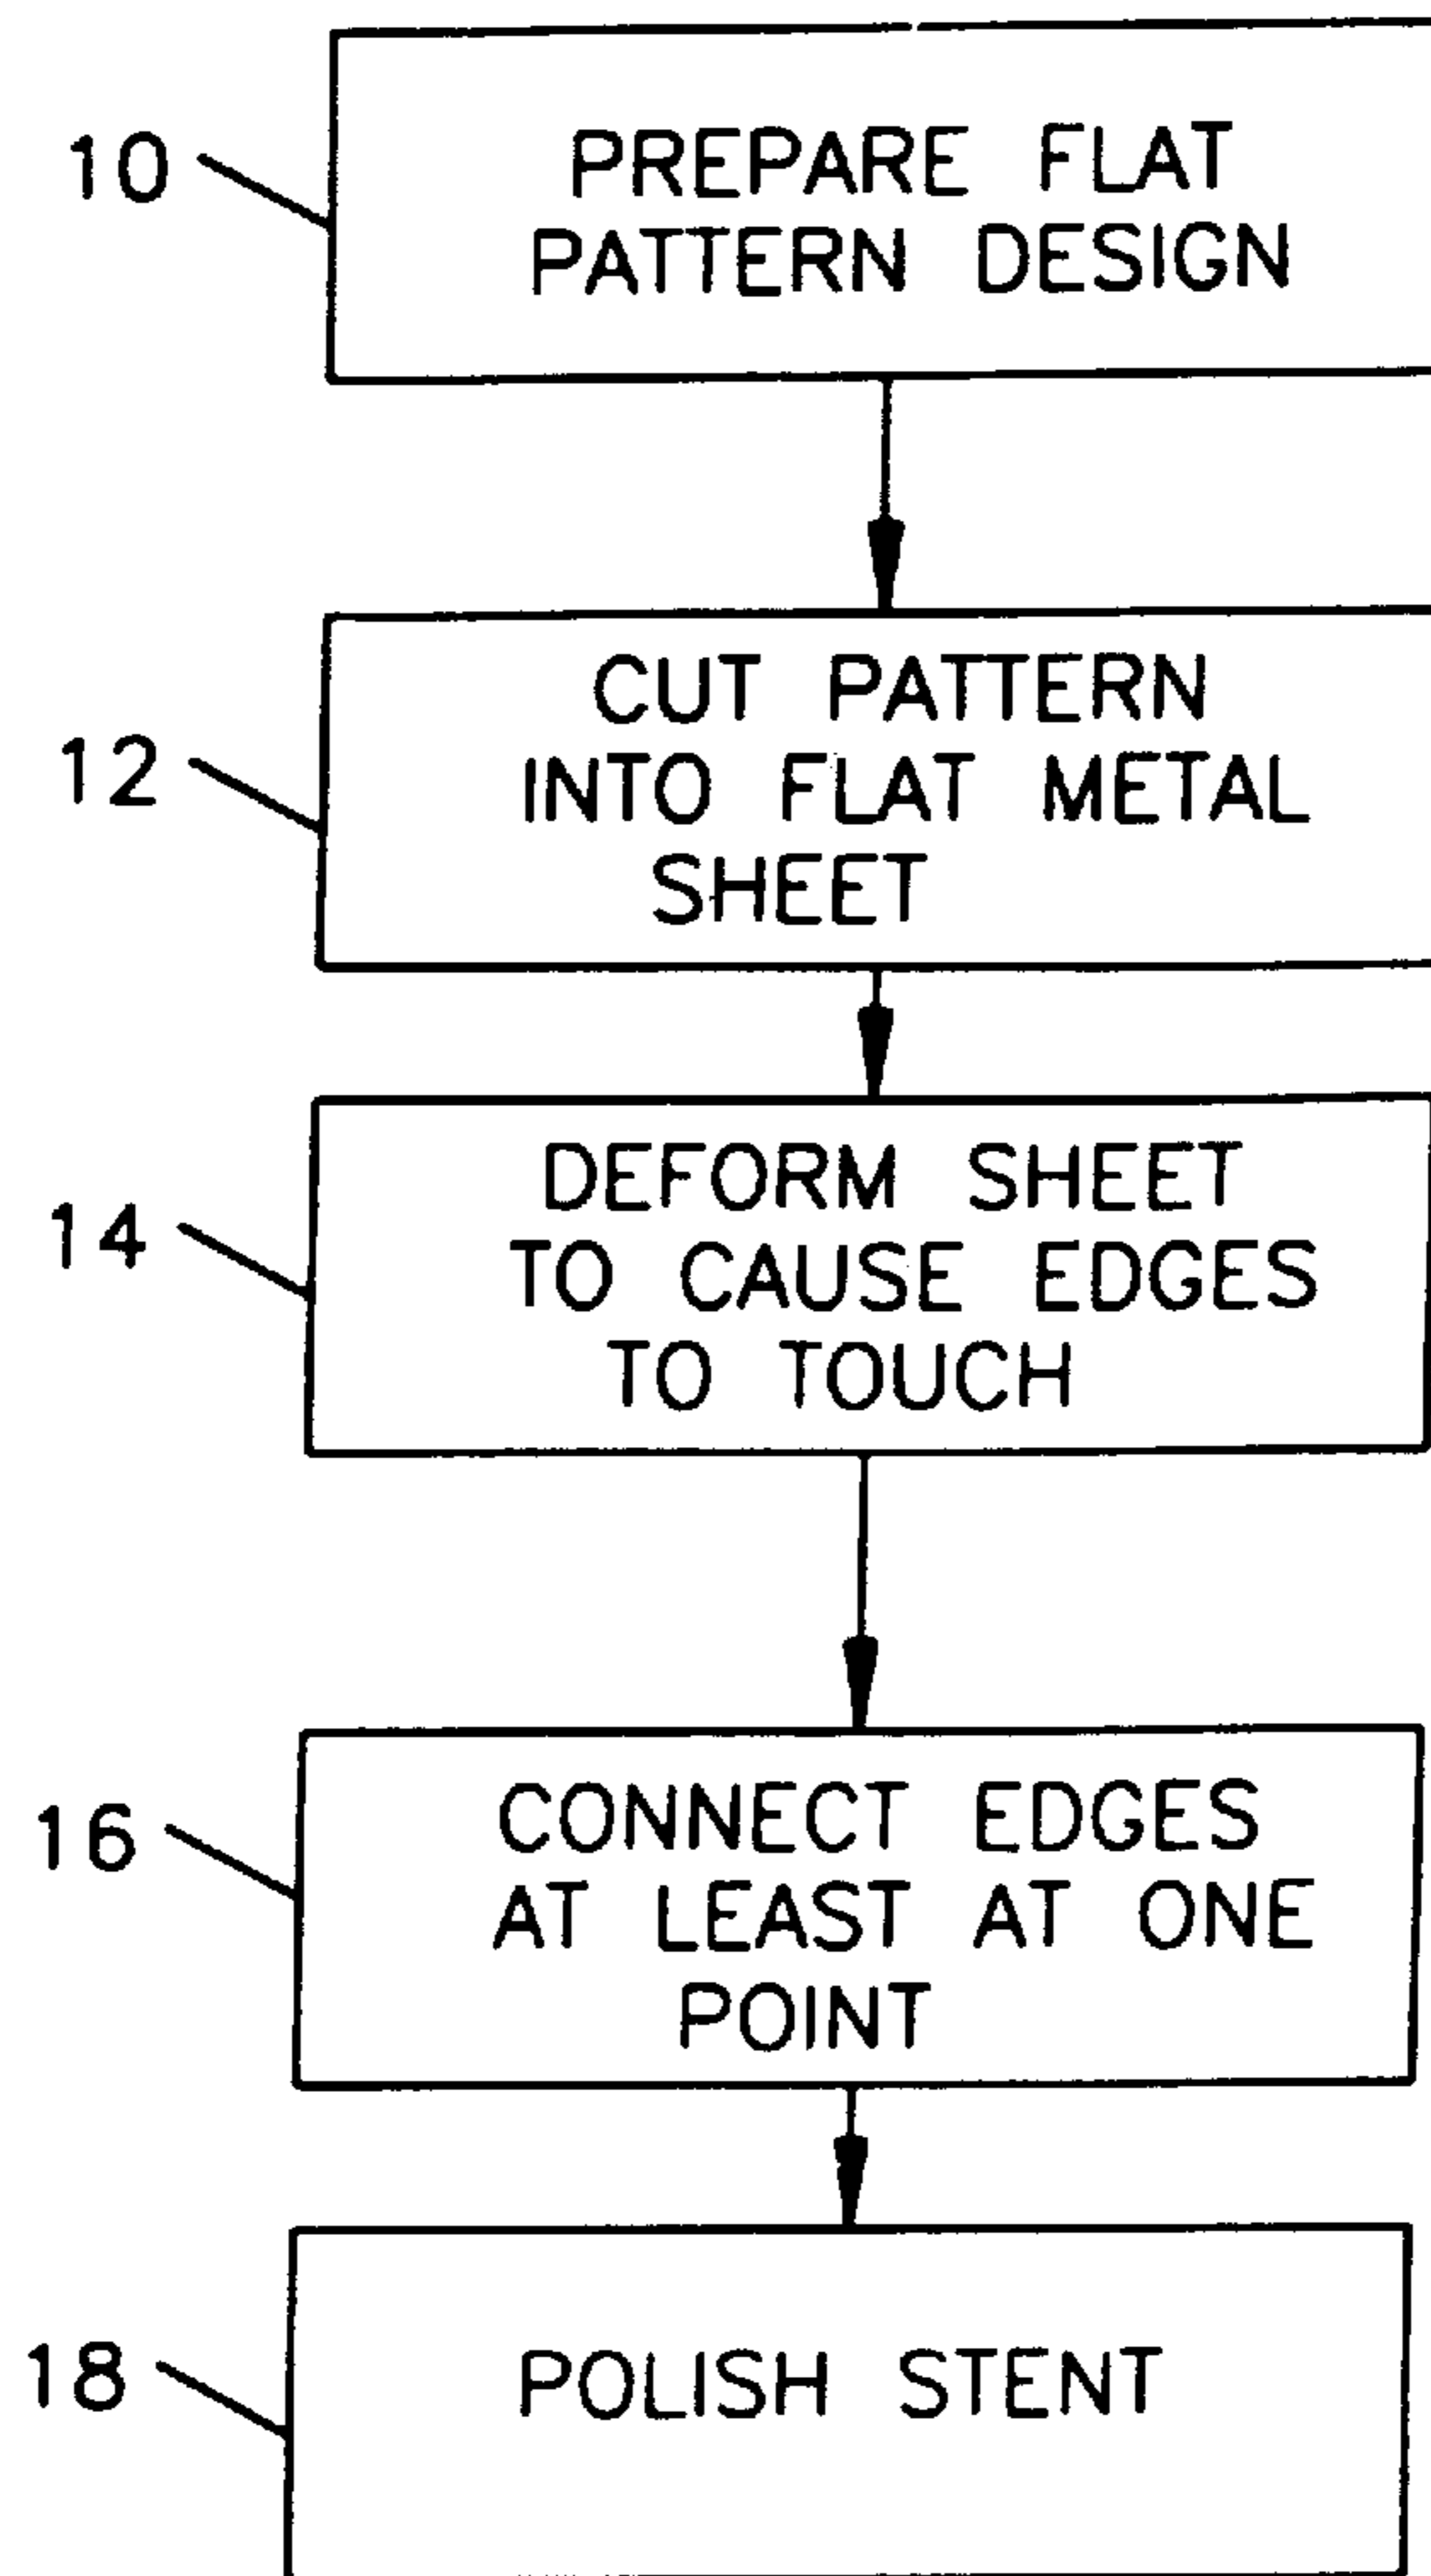 10
PREPARE FLAT
PATTERN DESIGN
12
CUT PATTERN
INTO FLAT METAL
SHEET
14
DEFORM SHEET
TO CAUSE EDGES
TO TOUCH
16
CONNECT EDGES
AT LEAST AT ONE
POINT
18
POLISH STENT